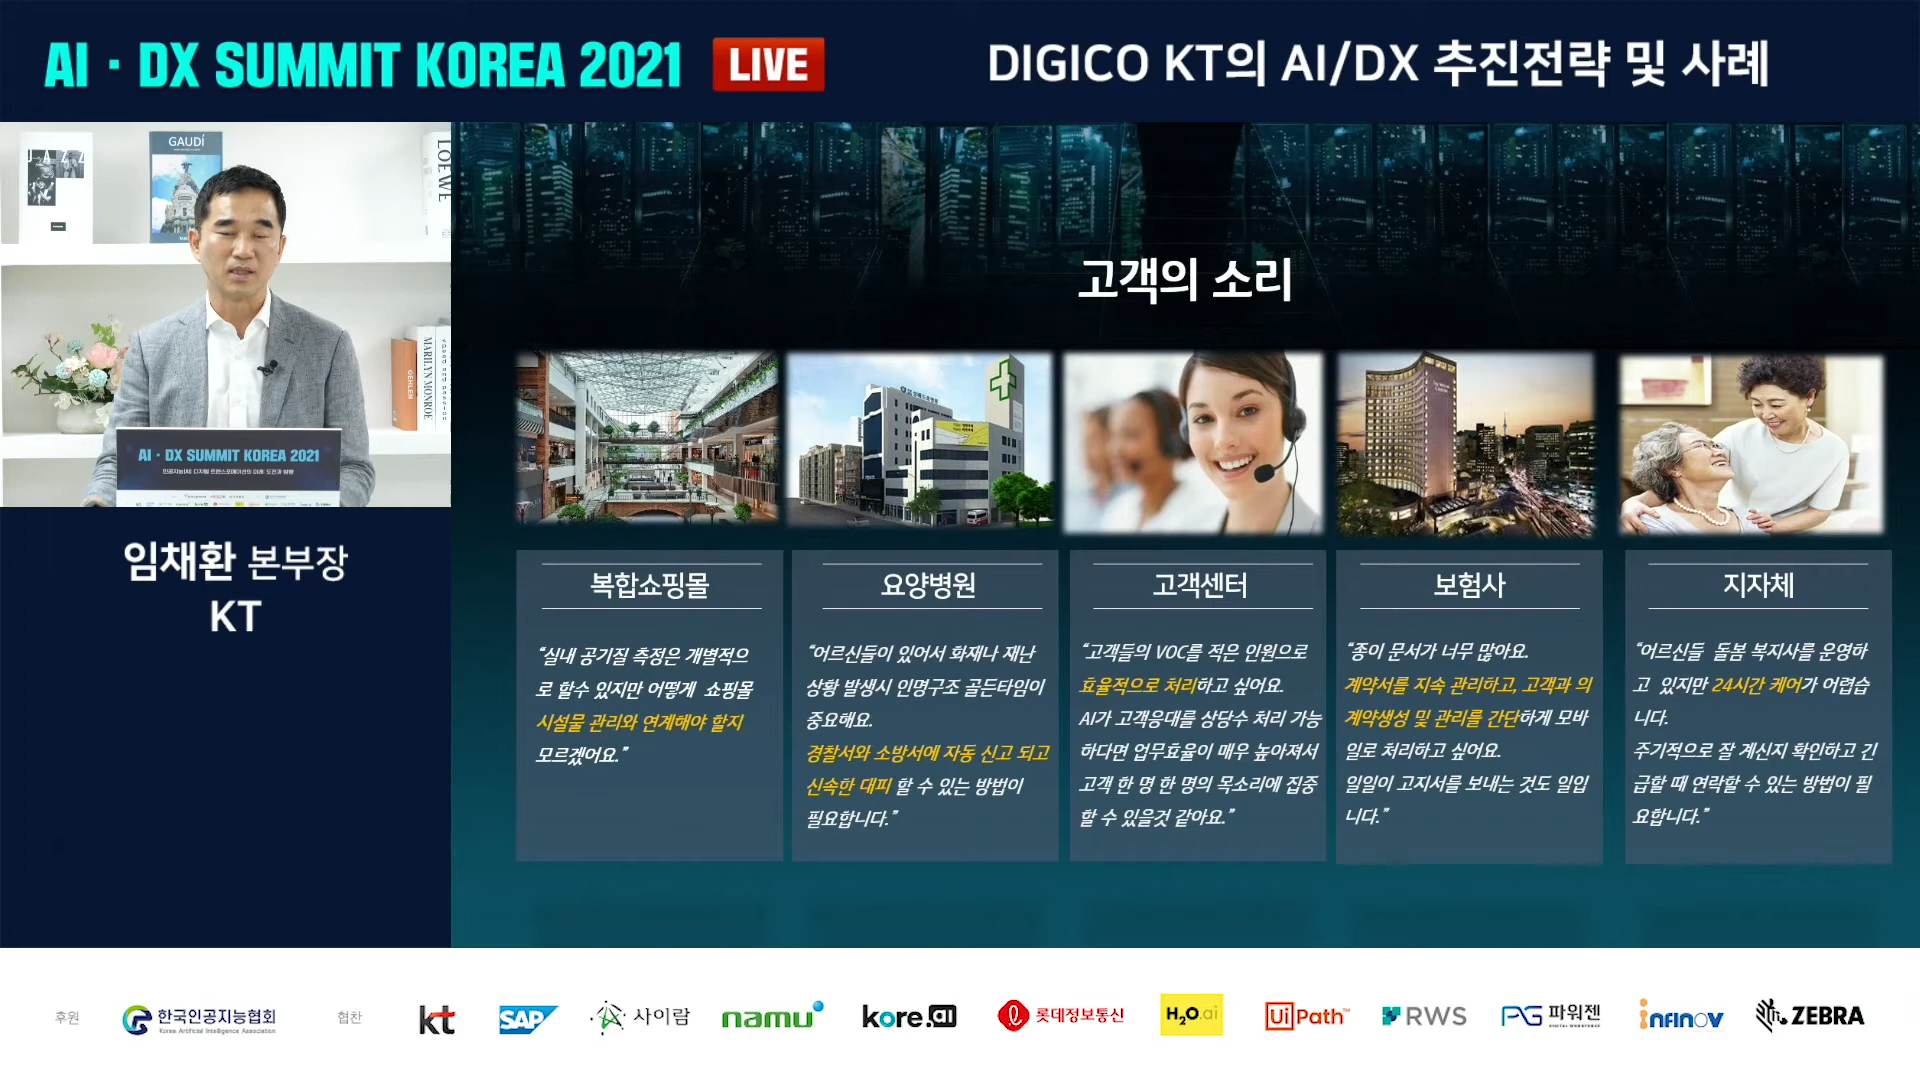 AI · DX SUMMIT KOREA 2021
LIVE
DIGICO KT의 AI/DX 추진전략 및 사례
JAZZ
GAUDÍ
LOEWE
OEHLEN
MARILYN MONROE
speed and passion
AI · DX SUMMIT KOREA 2021
임채환 본부장
KT
고객의 소리
복합쇼핑몰
“실내 공기질 측정은 개별적으
로 할수 있지만 어떻게 쇼핑몰
시설물 관리와 연계해야 할지
모르겠어요.”
요양병원
“어르신들이 있어서 화재나 재난
상황 발생시 인명구조 골든타임이
중요해요.
경찰서와 소방서에 자동 신고 되고
신속한 대피 할 수 있는 방법이
필요합니다.”
고객센터
“고객들의 VOC를 적은 인원으로
효율적으로 처리하고 싶어요.
AI가 고객응대를 상당수 처리 가능
하다면 업무효율이 매우 높아져서
고객 한 명 한 명의 목소리에 집중
할 수 있을것 같아요.”
보험사
“종이 문서가 너무 많아요.
계약서를 지속 관리하고, 고객과 의
계약생성 및 관리를 간단하게 모바
일로 처리하고 싶어요.
일일이 고지서를 보내는 것도 일입
니다.”
지자체
“어르신들 돌봄 복지사를 운영하
고 있지만 24시간 케어가 어렵습
니다.
주기적으로 잘 계신지 확인하고 긴
급할 때 연락할 수 있는 방법이 필
요합니다.”
후원
한국인공지능협회
Korea Artificial Intelligence Association
협찬
kt
SAP
사이람
namu
kore.ai
롯데정보통신
H2O.ai
UiPath
RWS
PG 파워젠
DIGITAL WORKFORCE
infinov
ZEBRA